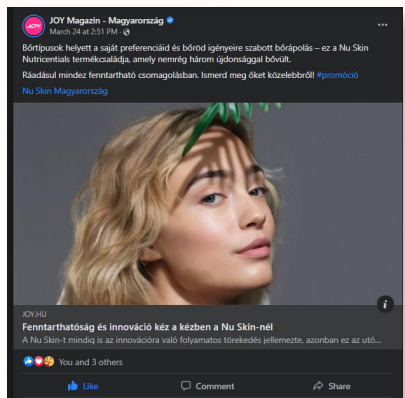 JOY
JOY Magazin - Magyarország
March 24 at 2:51 PM ·
Bőrtípusok helyett a saját preferenciáid és bőröd igényeire szabott bőrápolás – ez a Nu Skin
Nutricentials termékcsaládja, amely nemrég három újdonsággal bővült.
Ráadásul mindez fenntartható csomagolásban. Ismerd meg őket közelebbről! #promóció
Nu Skin Magyarország
JOY.HU
Fenntarthatóság és innováció kéz a kézben a Nu Skin-nél
A Nu Skin-t mindig is az innovációra való folyamatos törekedés jellemezte, azonban ez az utó...
You and 3 others
Like
Comment
Share